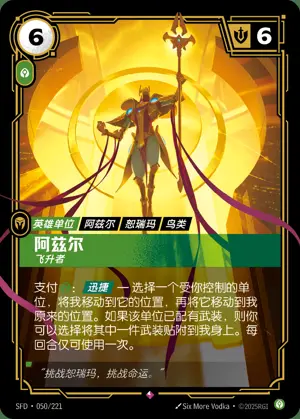 6
6
英雄单位 阿兹尔 恕瑞玛 鸟类
阿兹尔
飞升者
支付 : 迅捷 — 选择一个受你控制的单
位，将我移动到它的位置，再将它移动到我
原来的位置。如果该单位已配有武装，则你
可以选择将其中一件武装贴附到我身上。每
回合仅可使用一次。
“挑战恕瑞玛，挑战命运。”
SFD • 050/221 Six More Vodka • ©2025RGI